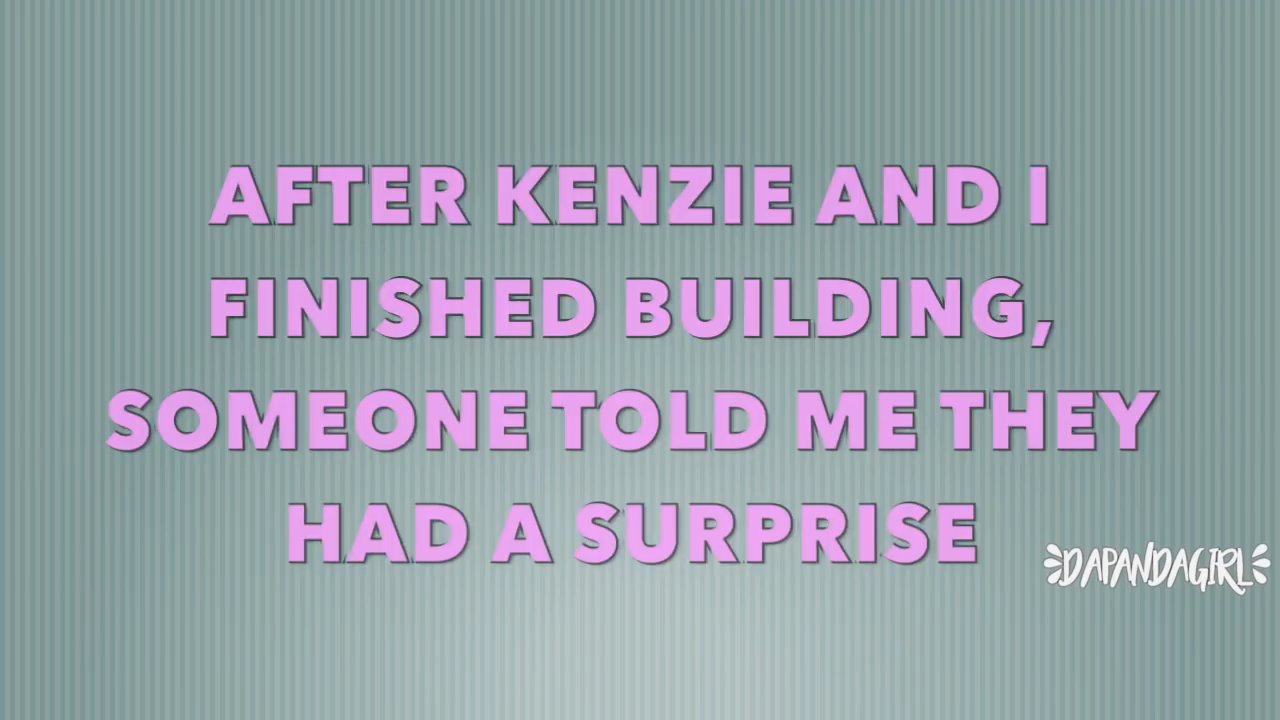 AFTER KENZIE AND I
FINISHED BUILDING,
SOMEONE TOLD ME THEY
HAD A SURPRISE
DAPANDAGIRL